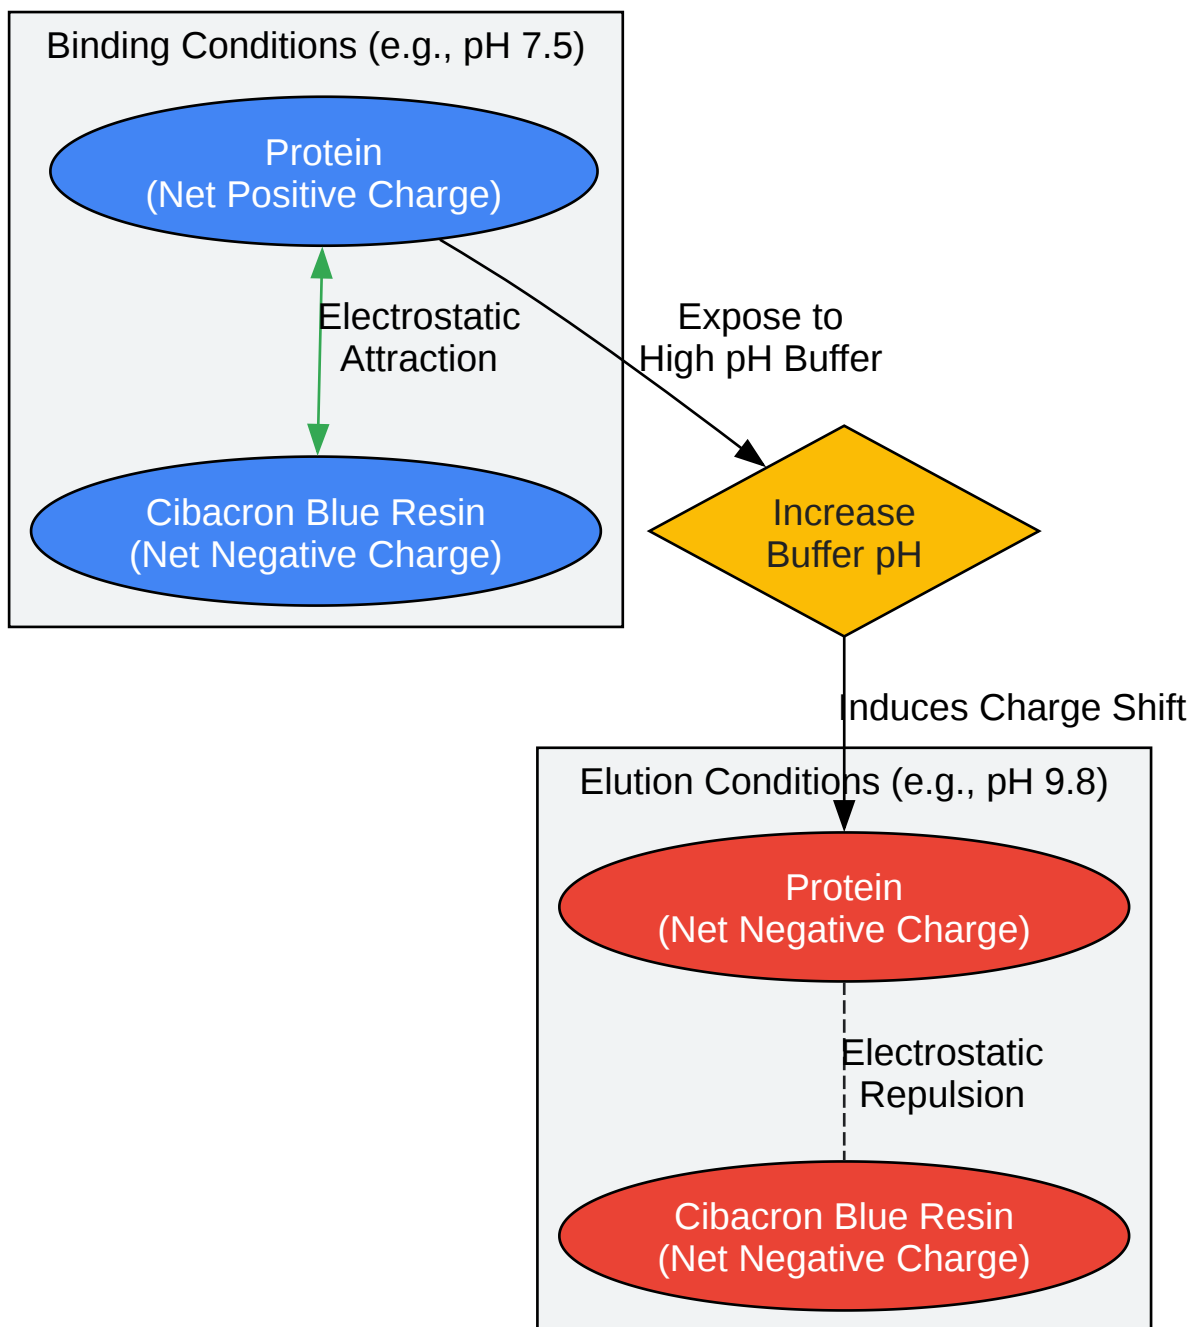 Binding Conditions (e.g., pH 7.5)
Protein
(Net Positive Charge)
Electrostatic
Attraction
Expose to
High pH Buffer
Cibacron Blue Resin
(Net Negative Charge)
Increase
Buffer pH
Induces Charge Shift
Elution Conditions (e.g., pH 9.8)
Protein
(Net Negative Charge)
Electrostatic
Repulsion
Cibacron Blue Resin
(Net Negative Charge)